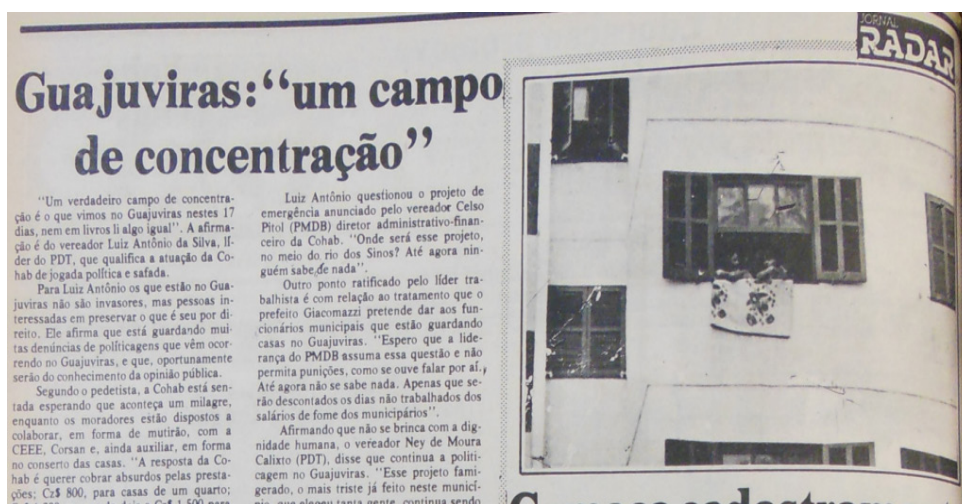 JORNAL
RADAR
Guajuviras: “um campo
de concentração”
“Um verdadeiro campo de concentra-
ção é o que vimos no Guajuviras nestes 17
dias, nem em livros li algo igual”. A afirma-
ção é do vereador Luiz Antônio da Silva, lí-
der do PDT, que qualifica a atuação da Co-
hab de jogada política e safada.
Para Luiz Antônio os que estão no Gua-
juviras não são invasores, mas pessoas in-
teressadas em preservar o que é seu por di-
reito. Ele afirma que está guardando mui-
tas denúncias de politicagens que vêm ocor-
rendo no Guajuviras, e que, oportunamente
serão do conhecimento da opinião pública.
Segundo o pedetista, a Cohab está sen-
tada esperando que aconteça um milagre,
enquanto os moradores estão dispostos a
colaborar, em forma de mutirão, com a
CEEE, Corsan e, ainda auxiliar, em forma
no conserto das casas. “A resposta da Co-
hab é querer cobrar absurdos pelas presta-
ções; Cz$ 800, para casas de um quarto;
Luiz Antônio questionou o projeto de
emergência anunciado pelo vereador Celso
Pitol (PMDB) diretor administrativo-finan-
ceiro da Cohab. “Onde será esse projeto,
no meio do rio dos Sinos? Até agora nin-
guém sabe de nada”.
Outro ponto ratificado pelo líder tra-
balhista é com relação ao tratamento que o
prefeito Giacomazzi pretende dar aos fun-
cionários municipais que estão guardando
casas no Guajuviras. “Espero que a lide-
rança do PMDB assuma essa questão e não
permita punições, como se ouve falar por aí.
Até agora não se sabe nada. Apenas que se-
rão descontados os dias não trabalhados dos
salários de fome dos municipários”.
Afirmando que não se brinca com a dig-
nidade humana, o vereador Ney de Moura
Calixto (PDT), disse que continua a politi-
cagem no Guajuviras. “Esse projeto fami-
gerado, o mais triste já feito neste municí-